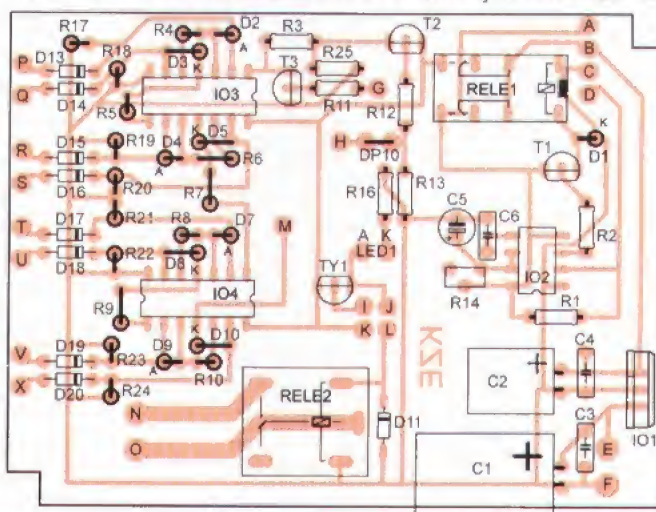 R17
R4
D2
R3
T2
A
B
P
D13
R18
D3
K
A
R25
C
Q
D14
T3
G
D
R5
IO3
R11
R12
RELE1
K
R
D15
R19
D4
K
D5
H
DP10
T1
D1
S
D16
R20
A
R6
R7
R16
R13
C5
C6
T
D17
R21
R8
D7
M
A
K
LED1
R2
U
D18
R22
D8
K
A
TY1
IO2
R14
R9
IO4
I
J
K
L
R1
KSE
V
D19
R23
D9
K
D10
C4
X
D20
R24
A
R10
C2
+
N
RELE2
C3
IO1
O
D11
C1
+
E
F